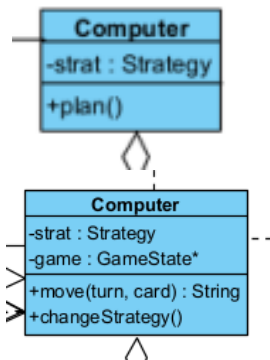 Computer
-strat : Strategy
+plan()
Computer
-strat : Strategy
-game : GameState*
+move(turn, card) : String
+changeStrategy()